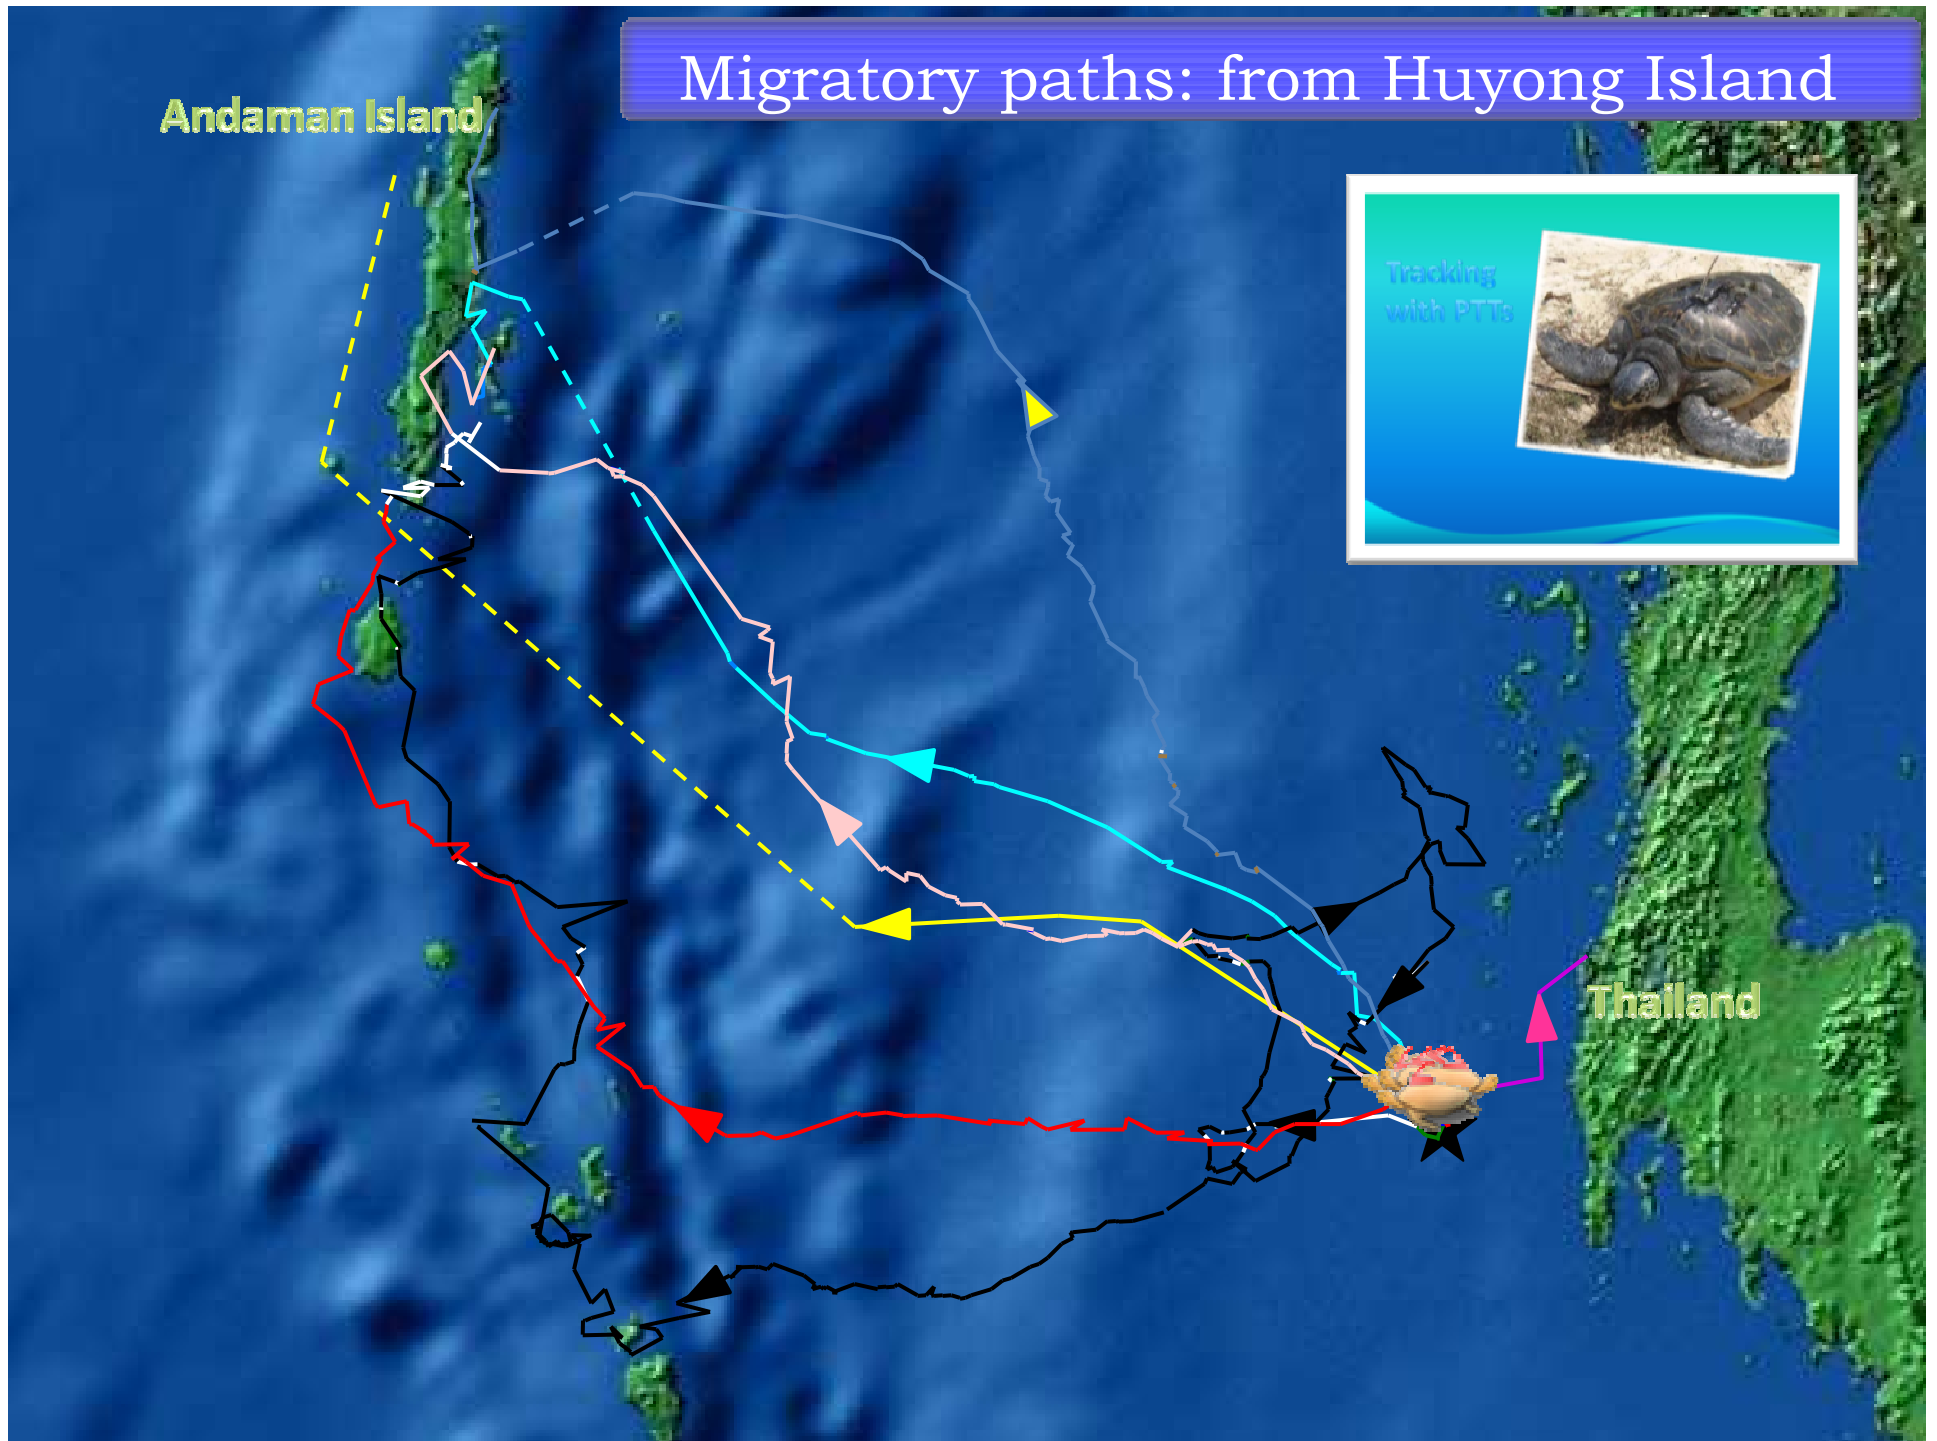 Migratory paths: from Huyong Island
Andaman Island
Tracking
with PTTs
Thailand